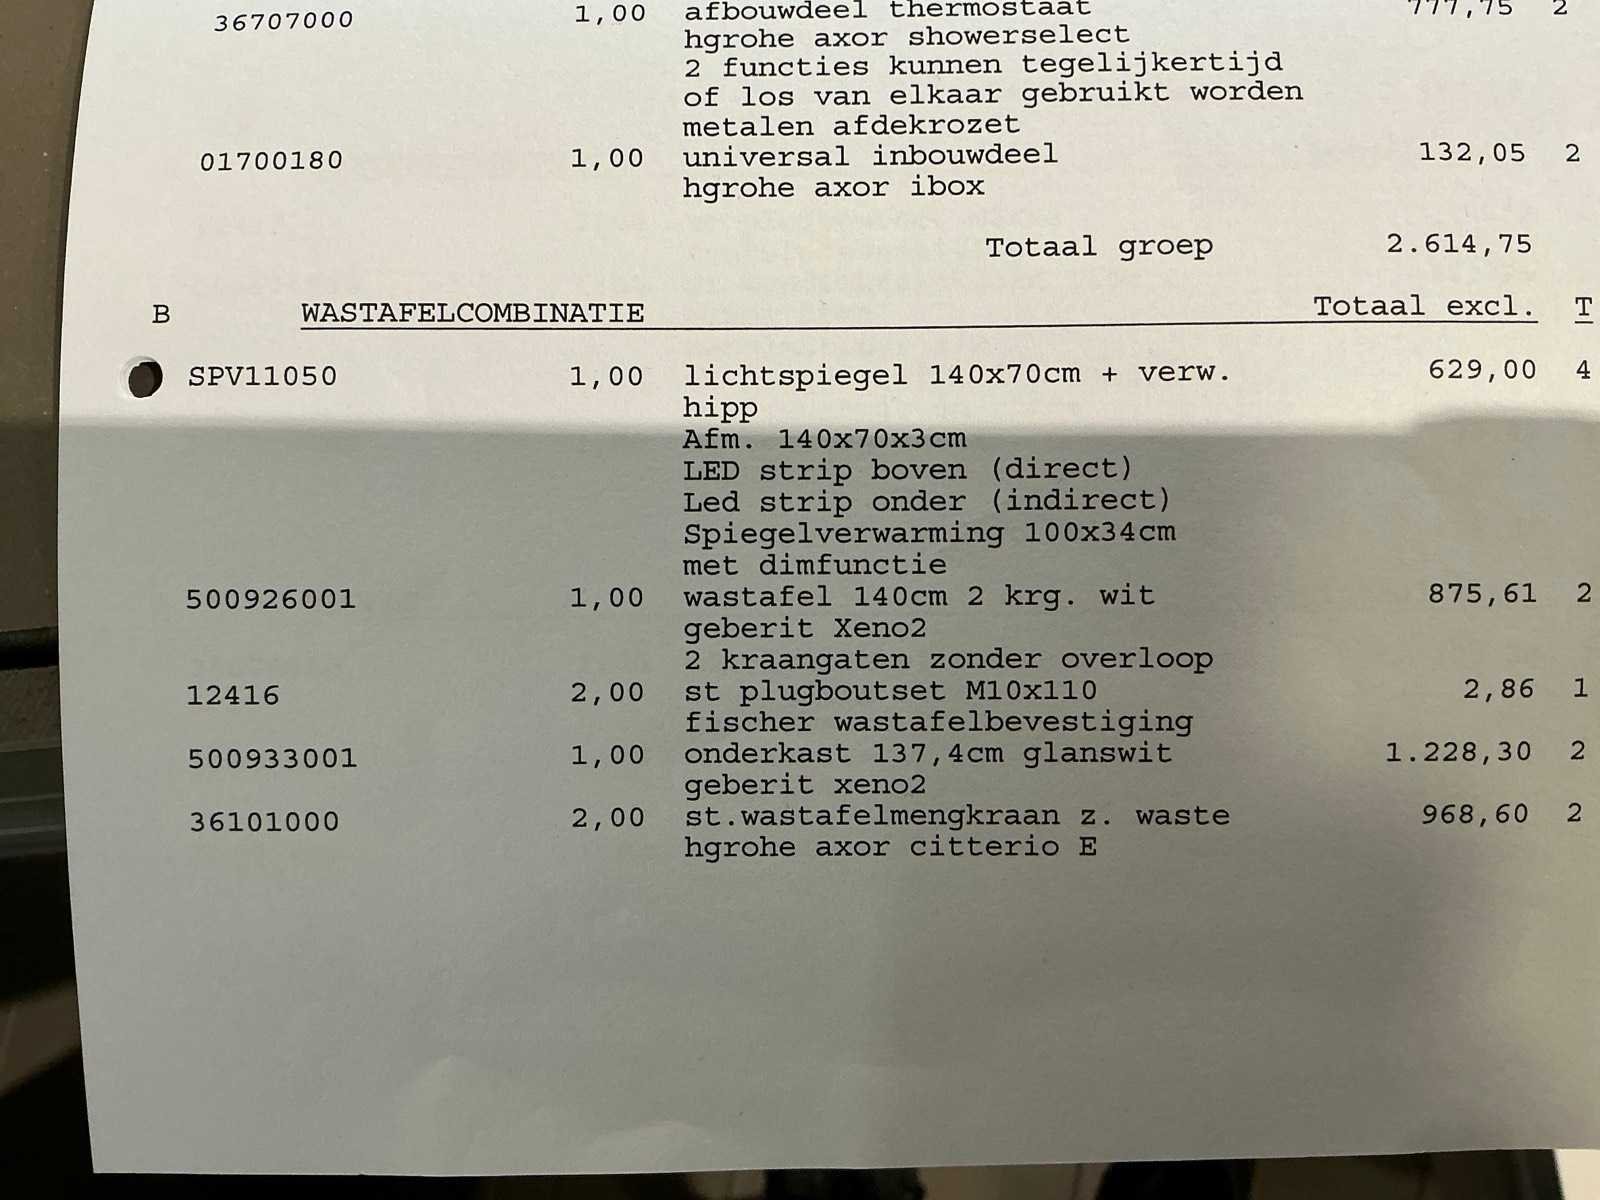 36707000 1,00 afbouwdeel thermostaat 777,75 2
hgrohe axor showerselect
2 functies kunnen tegelijkertijd
of los van elkaar gebruikt worden
metalen afdekrozet
01700180 1,00 universal inbouwdeel 132,05 2
hgrohe axor ibox
Totaal groep 2.614,75
B WASTAFELCOMBINATIE Totaal excl. T
SPV11050 1,00 lichtspiegel 140x70cm + verw. 629,00 4
hipp
Afm. 140x70x3cm
LED strip boven (direct)
Led strip onder (indirect)
Spiegelverwarming 100x34cm
met dimfunctie
500926001 1,00 wastafel 140cm 2 krg. wit 875,61 2
geberit Xeno2
2 kraangaten zonder overloop
12416 2,00 st plugboutset M10x110 2,86 1
fischer wastafelbevestiging
500933001 1,00 onderkast 137,4cm glanswit 1.228,30 2
geberit xeno2
36101000 2,00 st.wastafelmengkraan z. waste 968,60 2
hgrohe axor citterio E